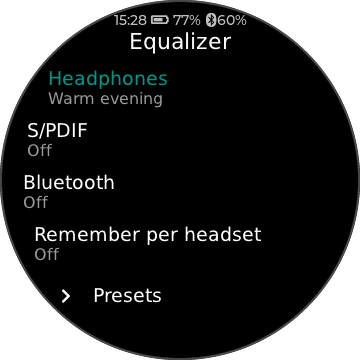 15:28 77% 60%
Equalizer
Headphones
Warm evening
S/PDIF
Off
Bluetooth
Off
Remember per headset
Off
Presets